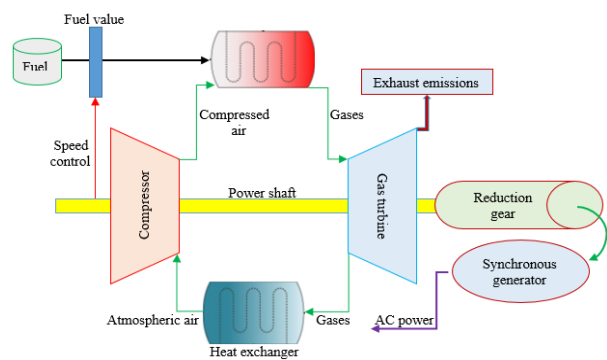 Fuel value
Fuel
Exhaust emissions
Compressed
air
Gases
Speed
control
Compressor
Power shaft
Gas turbine
Reduction
gear
Synchronous
generator
Atmospheric air
Gases
AC power
Heat exchanger